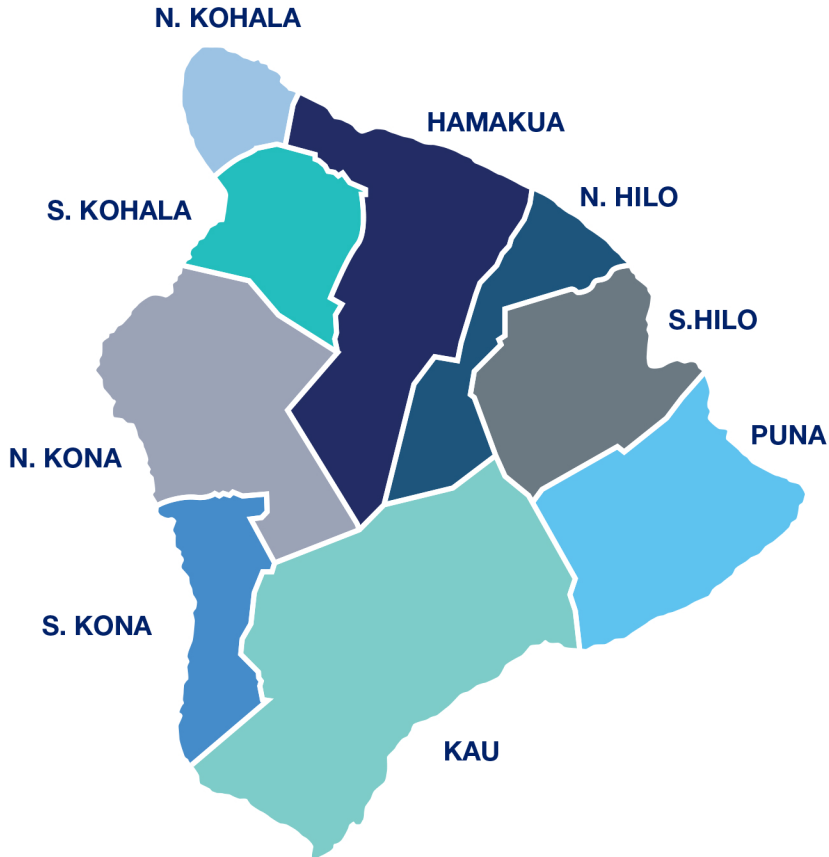 N. KOHALA
HAMAKUA
N. HILO
S. KOHALA
S.HILO
PUNA
N. KONA
S. KONA
KAU